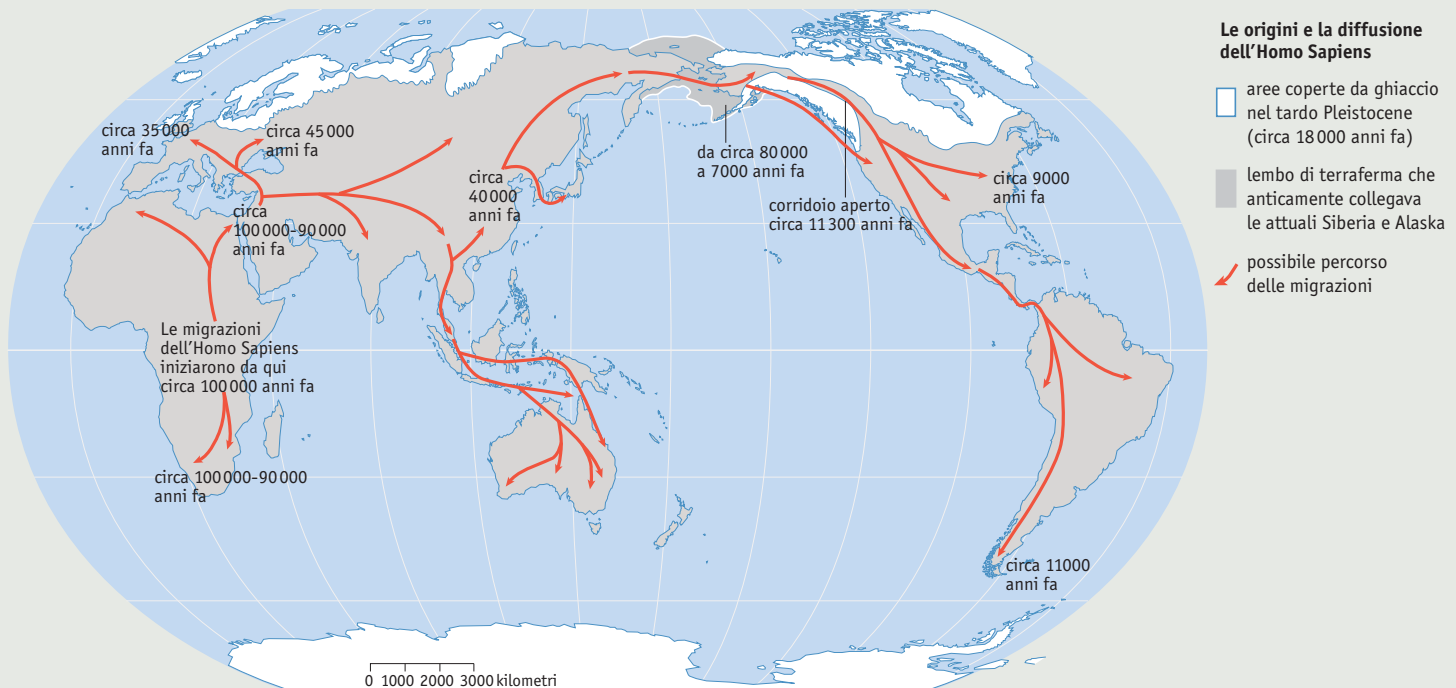 Le origini e la diffusione
dell'Homo Sapiens
aree coperte da ghiaccio
nel tardo Pleistocene
(circa 18 000 anni fa)
lembo di terraferma che
anticamente collegava
le attuali Siberia e Alaska
possibile percorso
delle migrazioni
circa 35 000
anni fa
circa 45 000
anni fa
circa
100 000-90 000
anni fa
circa
40 000
anni fa
da circa 80 000
a 7000 anni fa
corridoio aperto
circa 11 300 anni fa
circa 9000
anni fa
Le migrazioni
dell'Homo Sapiens
iniziarono da qui
circa 100 000 anni fa
circa 100 000-90 000
anni fa
circa 11000
anni fa
0 1000 2000 3000 kilometri